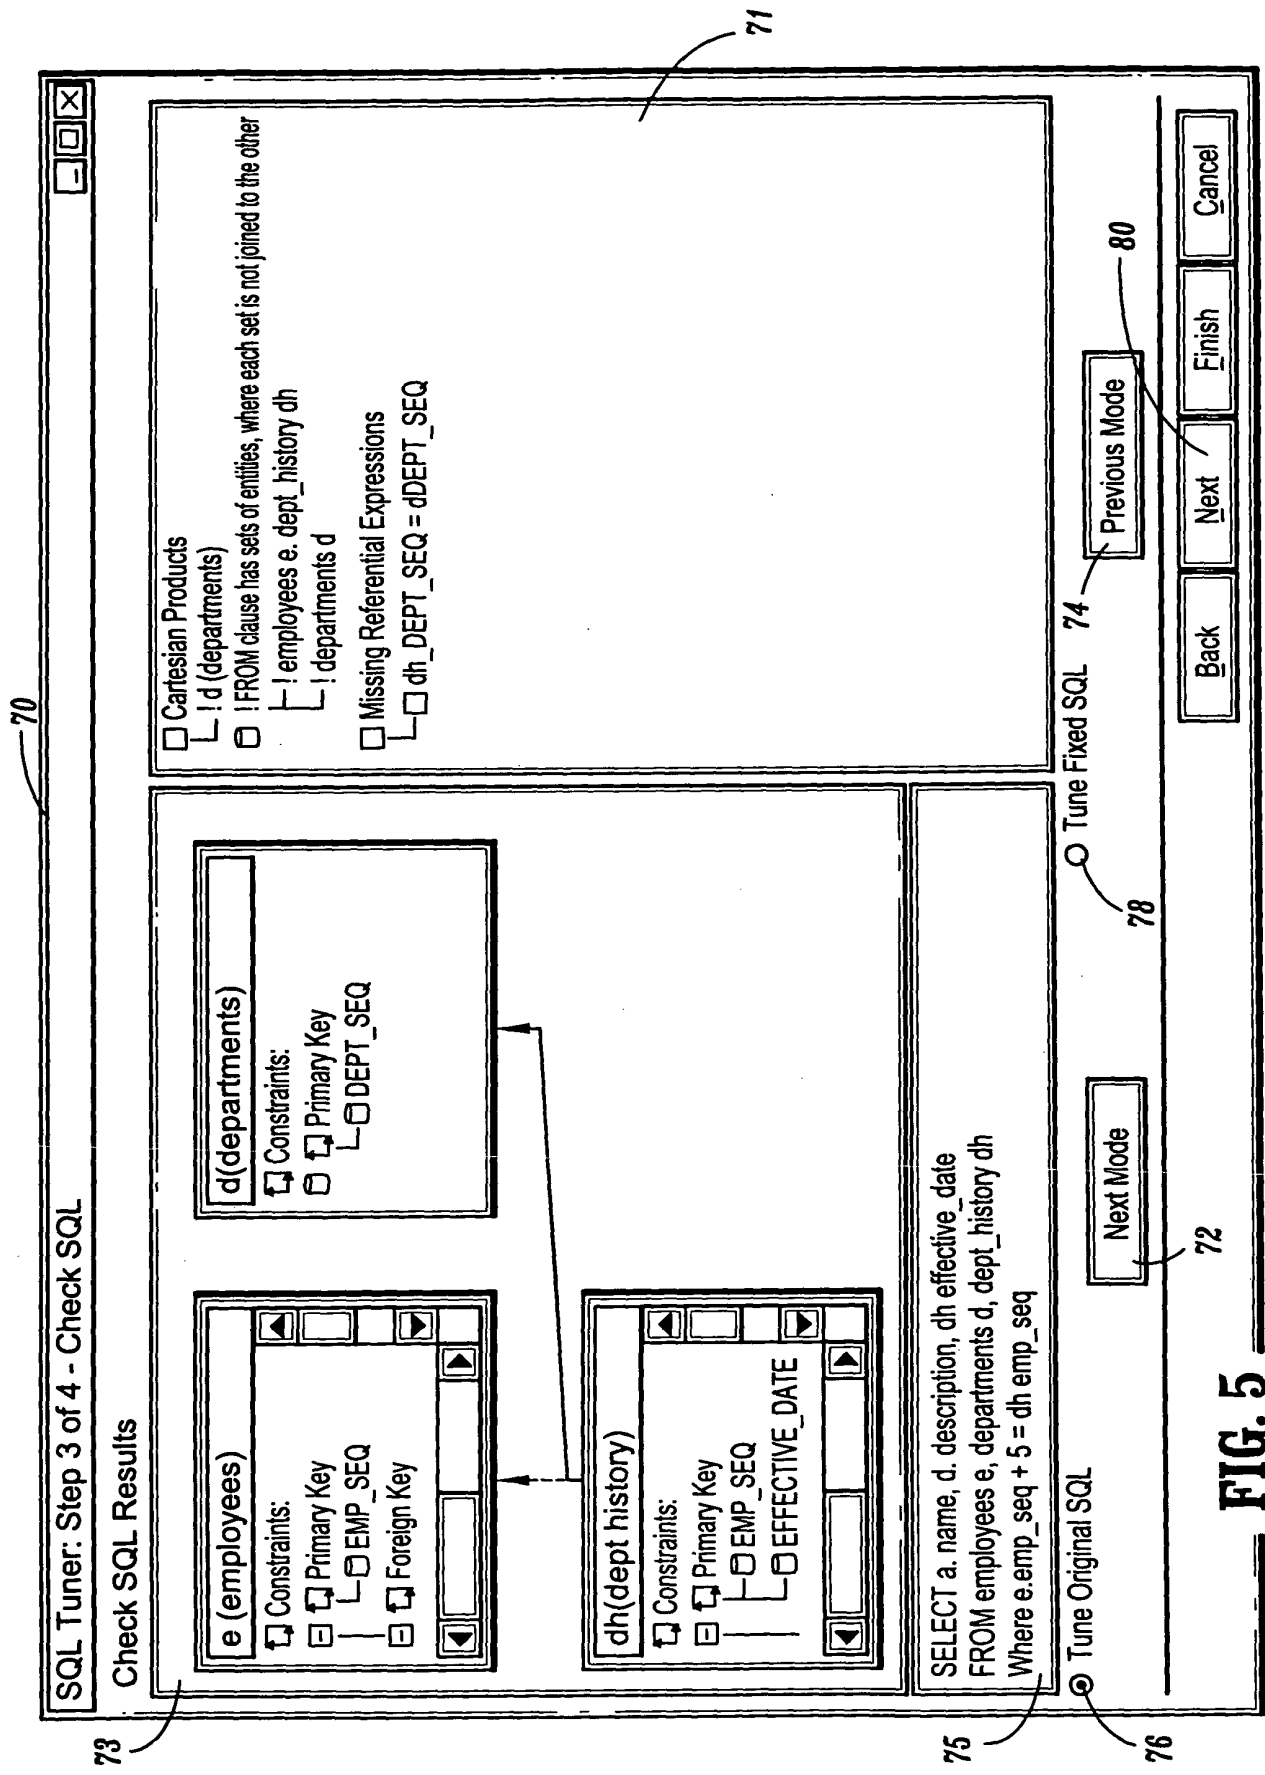 70
SQL Tuner: Step 3 of 4 - Check SQL
Check SQL Results
73
e (employees)
Constraints:
Primary Key
EMP_SEQ
Foreign Key
d(departments)
Constraints:
Primary Key
DEPT_SEQ
dh(dept history)
Constraints:
Primary Key
EMP_SEQ
EFFECTIVE_DATE
71
Cartesian Products
! d (departments)
! FROM clause has sets of entities, where each set is not joined to the other
! employees e. dept_history dh
! departments d
Missing Referential Expressions
dh_DEPT_SEQ = dDEPT_SEQ
75
SELECT a. name, d. description, dh effective_date
FROM employees e, departments d, dept_history dh
Where e.emp_seq + 5 = dh emp_seq
76
Tune Original SQL
72
Next Mode
78
Tune Fixed SQL
74
Previous Mode
80
Back
Next
Finish
Cancel
FIG. 5